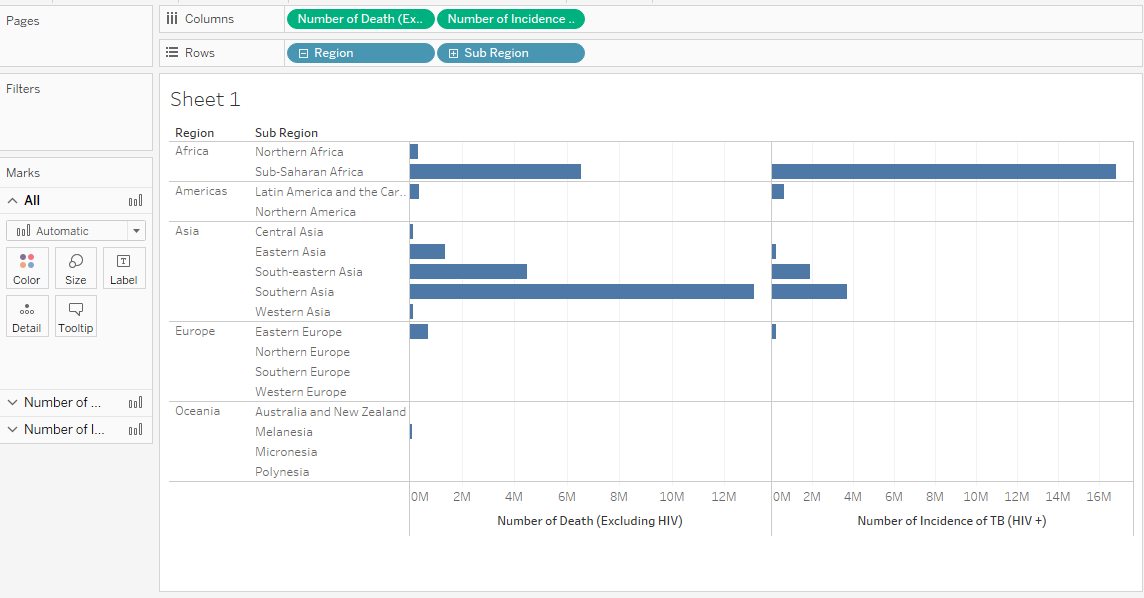 Pages
Columns
Number of Death (Ex..
Number of Incidence ..
Rows
Region
Sub Region
Filters
Marks
All
Automatic
Color
Size
Label
Detail
Tooltip
Number of ...
Number of I...
Sheet 1
Region Sub Region
Africa Northern Africa
Sub-Saharan Africa
Americas Latin America and the Car..
Northern America
Asia Central Asia
Eastern Asia
South-eastern Asia
Southern Asia
Western Asia
Europe Eastern Europe
Northern Europe
Southern Europe
Western Europe
Oceania Australia and New Zealand
Melanesia
Micronesia
Polynesia
0M 2M 4M 6M 8M 10M 12M
0M 2M 4M 6M 8M 10M 12M 14M 16M
Number of Death (Excluding HIV)
Number of Incidence of TB (HIV +)